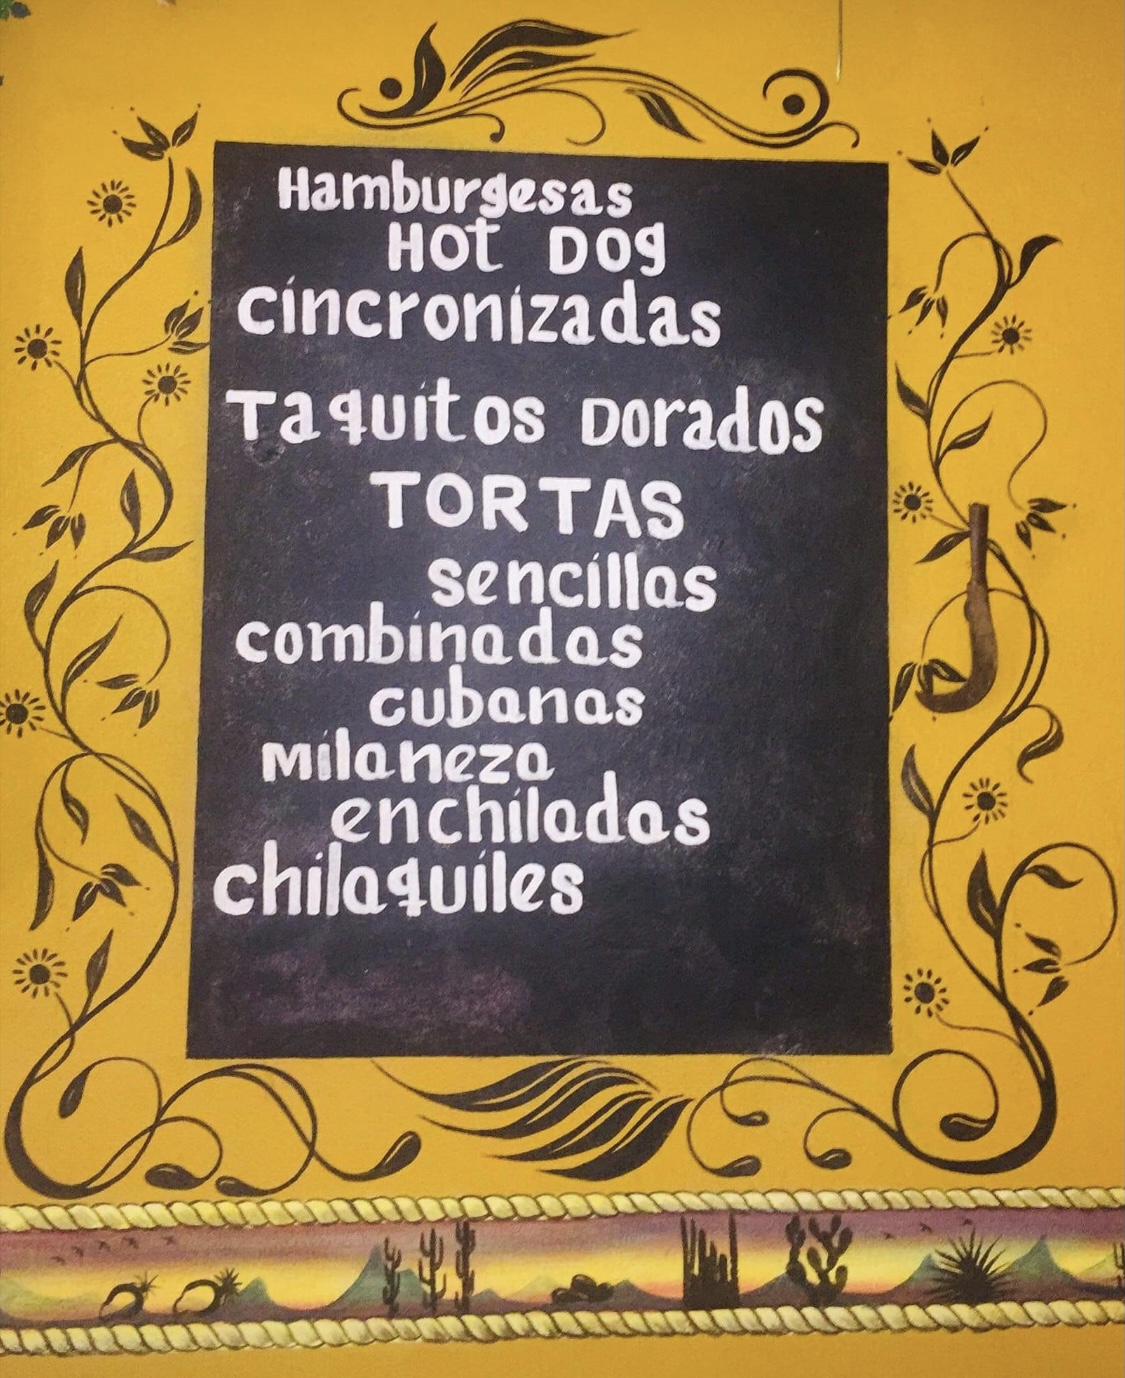 Hamburgesas
Hot Dog
cincronizadas
Taquitos Dorados
TORTAS
sencillas
combinadas
cubanas
Milaneza
enchiladas
chilaquiles